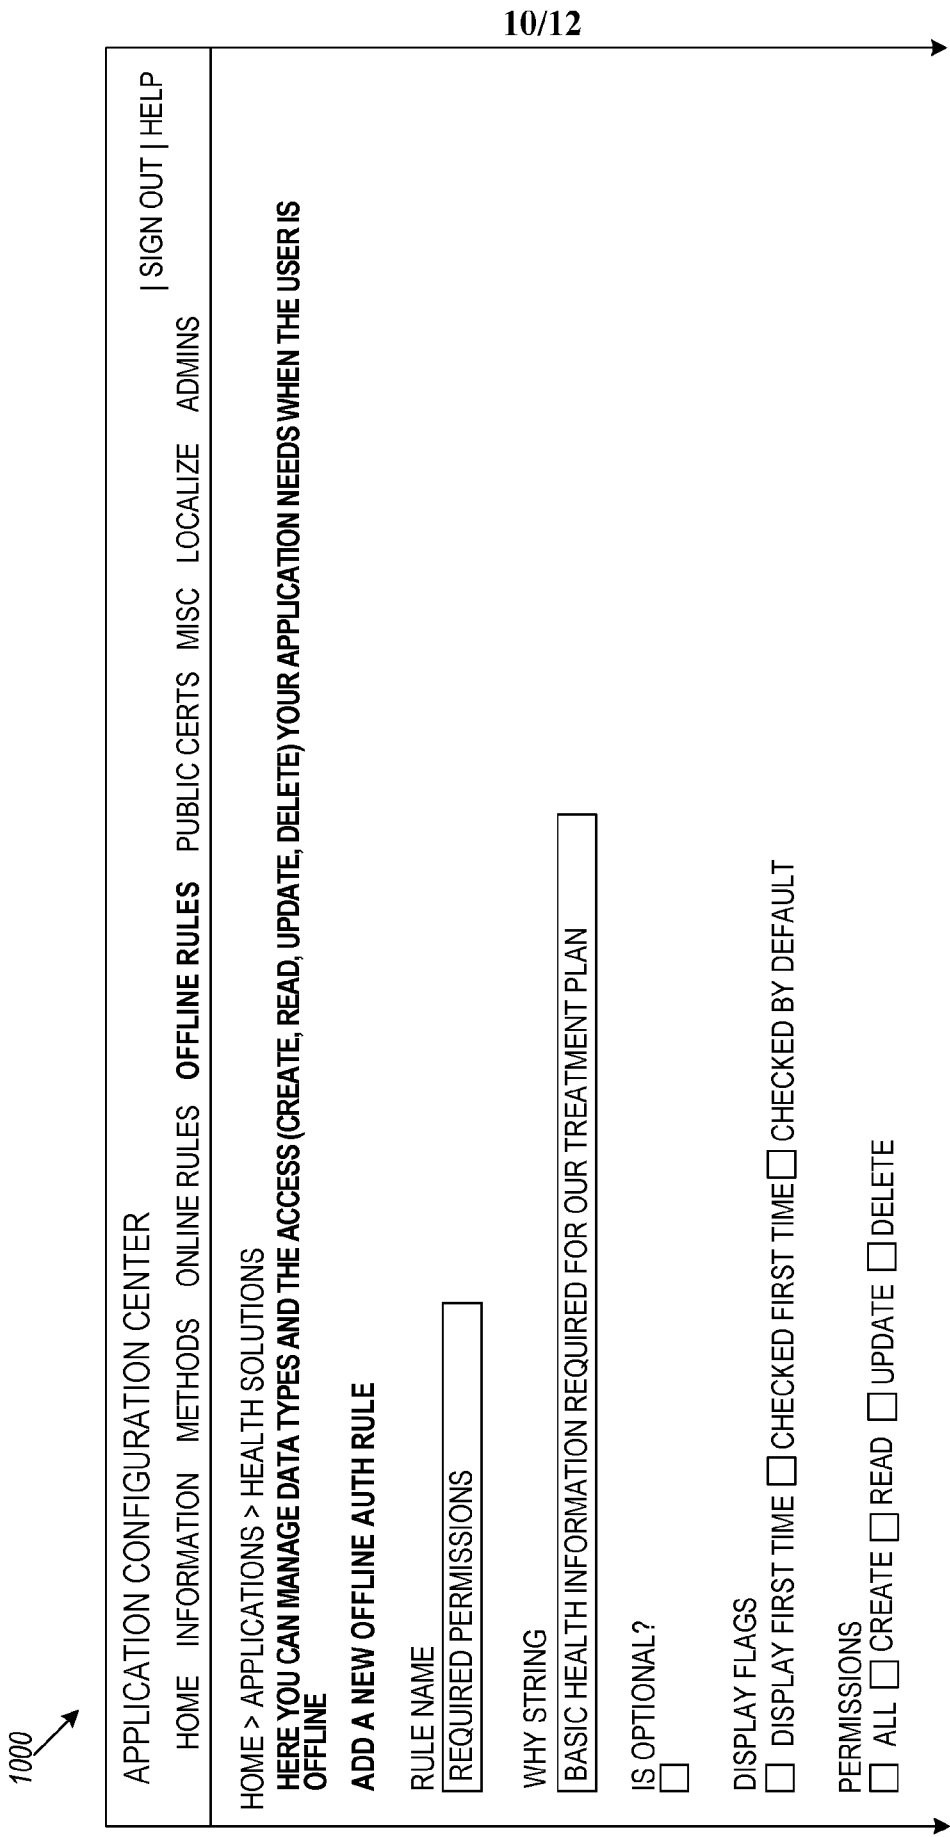 10/12
1000
APPLICATION CONFIGURATION CENTER
| SIGN OUT | HELP
HOME INFORMATION METHODS ONLINE RULES OFFLINE RULES PUBLIC CERTS MISC LOCALIZE ADMINS
HOME > APPLICATIONS > HEALTH SOLUTIONS
HERE YOU CAN MANAGE DATA TYPES AND THE ACCESS (CREATE, READ, UPDATE, DELETE) YOUR APPLICATION NEEDS WHEN THE USER IS
OFFLINE
ADD A NEW OFFLINE AUTH RULE
RULE NAME
REQUIRED PERMISSIONS
WHY STRING
BASIC HEALTH INFORMATION REQUIRED FOR OUR TREATMENT PLAN
IS OPTIONAL?
DISPLAY FLAGS
DISPLAY FIRST TIME CHECKED FIRST TIME CHECKED BY DEFAULT
PERMISSIONS
ALL CREATE READ UPDATE DELETE